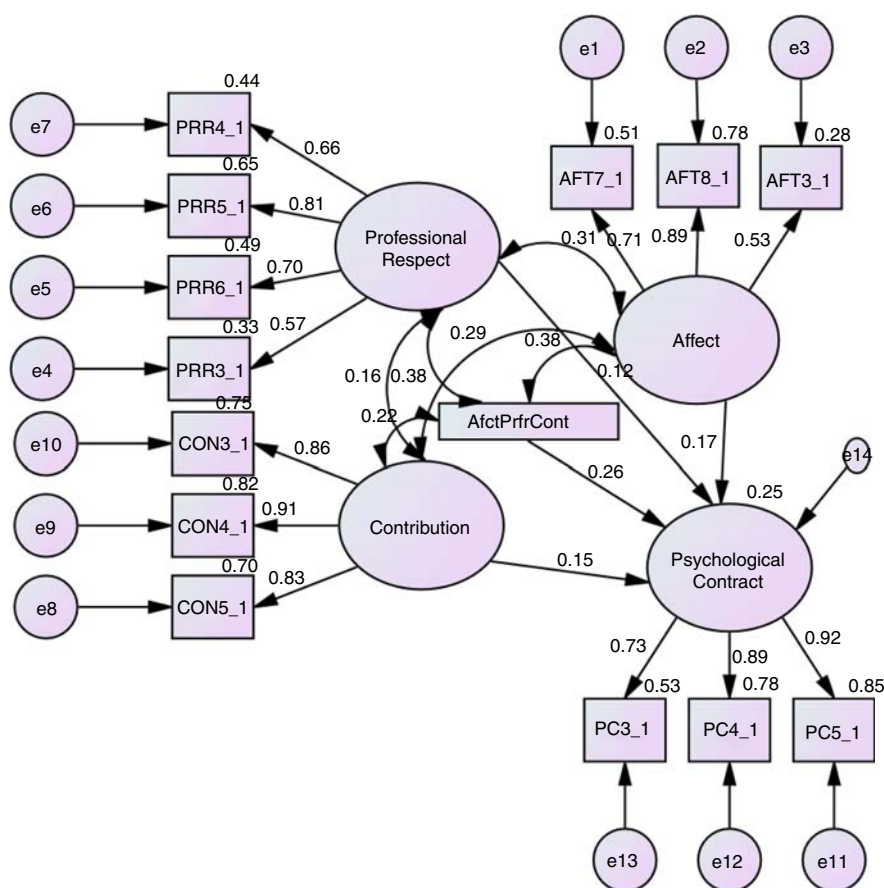 e1
e2
e3
0.44
e7
PRR4_1
0.66
0.51
0.78
0.28
0.65
AFT7_1
AFT8_1
AFT3_1
e6
PRR5_1
0.81
0.49
Professional
Respect
0.31
0.71
0.89
0.53
e5
PRR6_1
0.70
0.33
0.57
0.29
0.38
Affect
e4
PRR3_1
0.16
0.38
0.12
0.75
0.22
AfctPrfrCont
e10
CON3_1
0.86
0.17
e14
0.82
0.26
0.25
e9
CON4_1
0.91
Contribution
0.70
0.15
Psychological
Contract
e8
CON5_1
0.83
0.73
0.89
0.92
0.53
0.78
0.85
PC3_1
PC4_1
PC5_1
e13
e12
e11